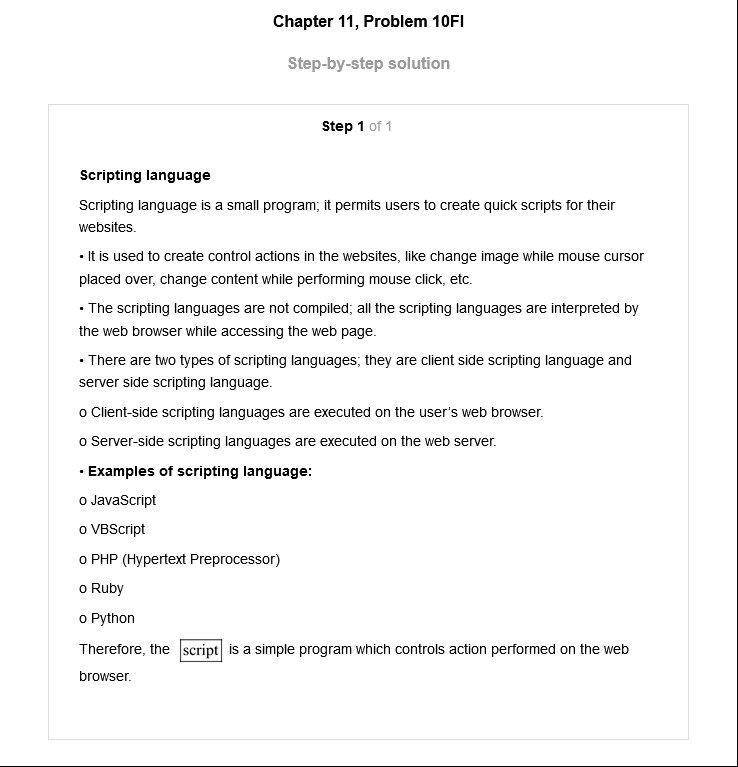 Chapter 11, Problem 10FI
Step-by-step solution
Step 1 of 1
Scripting language
Scripting language is a small program; it permits users to create quick scripts for their
websites.
• It is used to create control actions in the websites, like change image while mouse cursor
placed over, change content while performing mouse click, etc.
• The scripting languages are not compiled; all the scripting languages are interpreted by
the web browser while accessing the web page.
• There are two types of scripting languages; they are client side scripting language and
server side scripting language.
o Client-side scripting languages are executed on the user's web browser.
o Server-side scripting languages are executed on the web server.
• Examples of scripting language:
o JavaScript
o VBScript
o PHP (Hypertext Preprocessor)
o Ruby
o Python
Therefore, the script is a simple program which controls action performed on the web
browser.